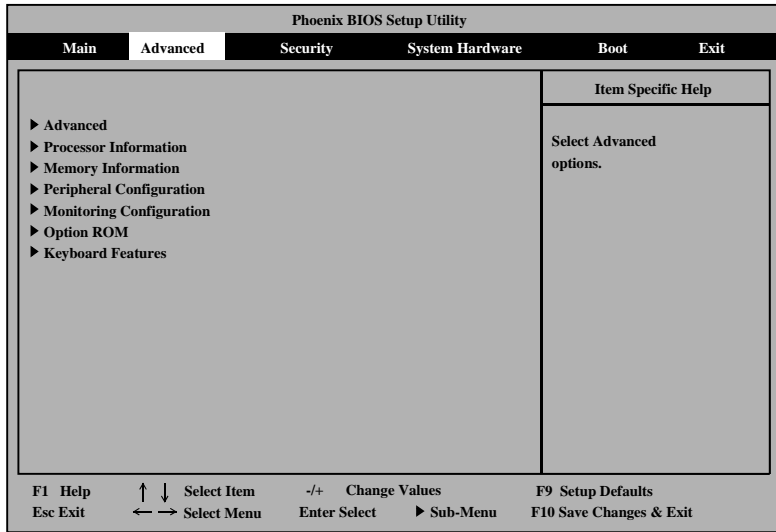 Phoenix BIOS Setup Utility
Main Advanced Security System Hardware Boot Exit
Item Specific Help
Advanced
Processor Information
Memory Information
Peripheral Configuration
Monitoring Configuration
Option ROM
Keyboard Features
Select Advanced
options.
F1 Help ↑ ↓ Select Item -/+ Change Values F9 Setup Defaults
Esc Exit ← → Select Menu Enter Select ▶ Sub-Menu F10 Save Changes & Exit